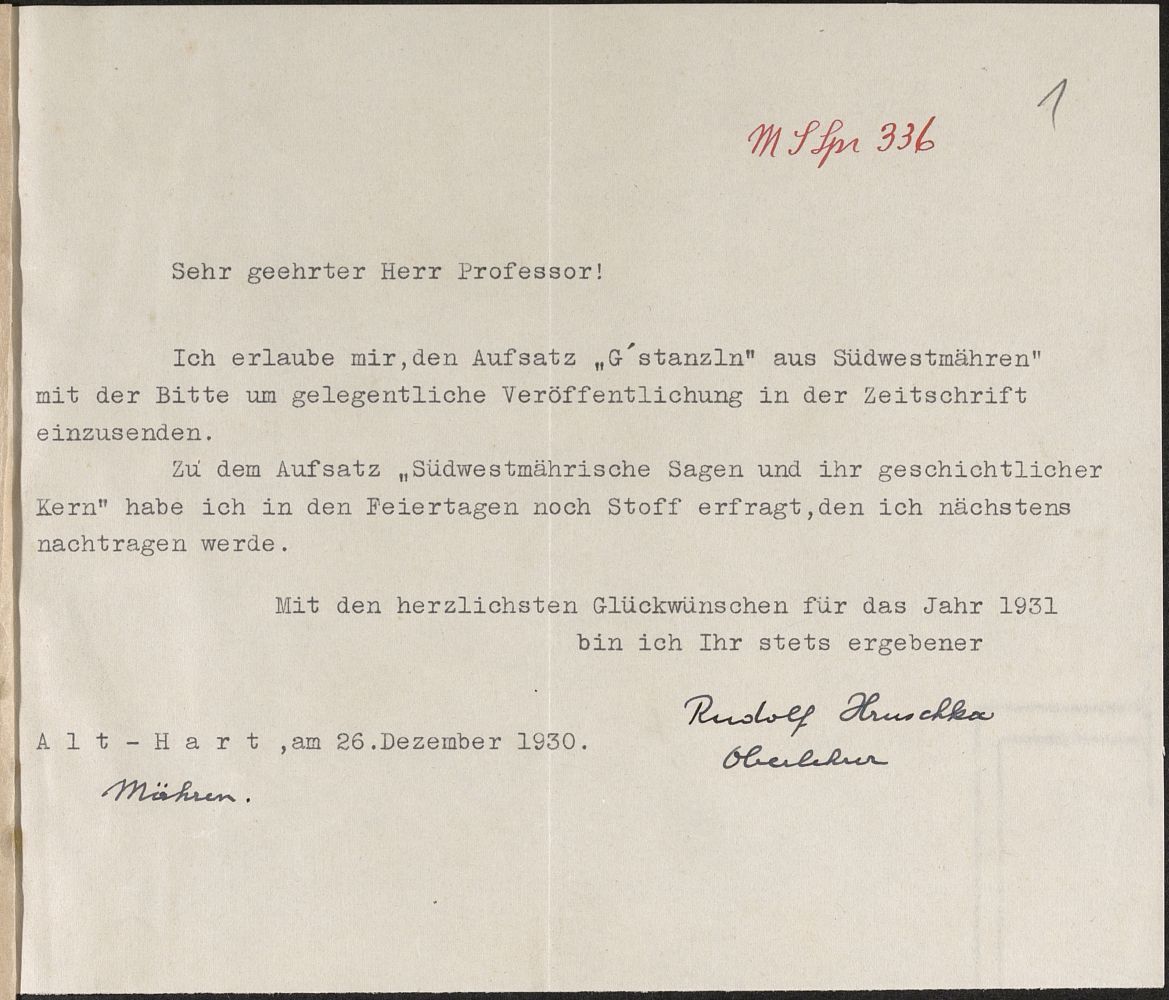 1
M S Spr 336
Sehr geehrter Herr Professor!
Ich erlaube mir,den Aufsatz „G´stanzln" aus Südwestmähren"
mit der Bitte um gelegentliche Veröffentlichung in der Zeitschrift
einzusenden.
Zu dem Aufsatz „Südwestmährische Sagen und ihr geschichtlicher
Kern" habe ich in den Feiertagen noch Stoff erfragt,den ich nächstens
nachtragen werde.
Mit den herzlichsten Glückwünschen für das Jahr 1931
bin ich Ihr stets ergebener
Rudolf Hruschka
Oberlehrer
A l t - H a r t ,am 26.Dezember 1930.
Mähren.